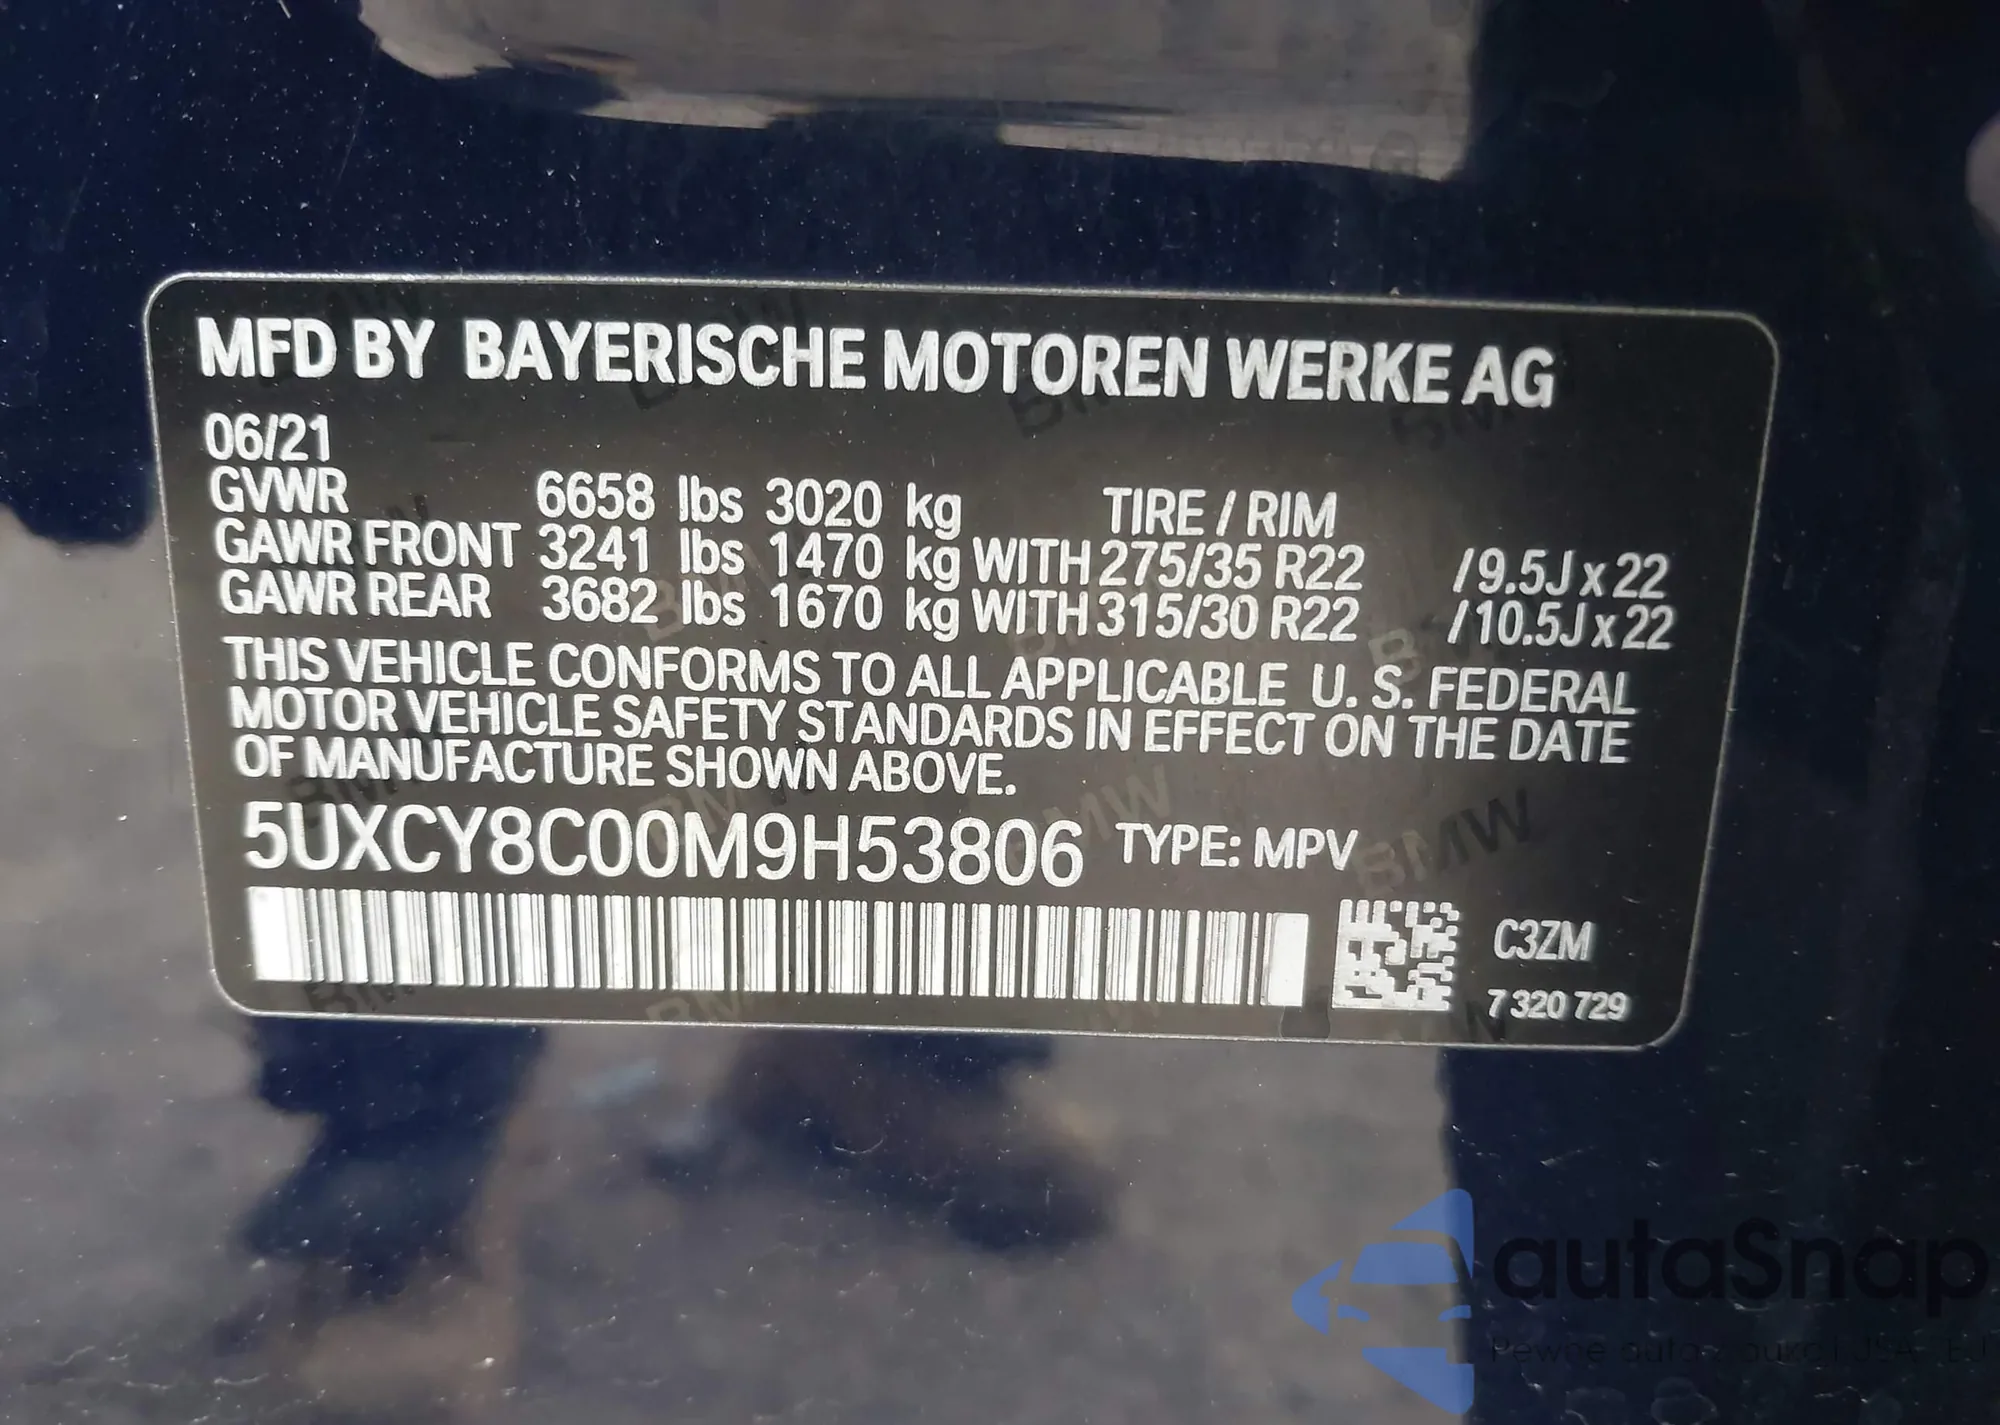 MFD BY BAYERISCHE MOTOREN WERKE AG
06/21
GVWR 6658 lbs 3020 kg TIRE / RIM
GAWR FRONT 3241 lbs 1470 kg WITH 275/35 R22 /9.5J x 22
GAWR REAR 3682 lbs 1670 kg WITH 315/30 R22 /10.5J x 22
THIS VEHICLE CONFORMS TO ALL APPLICABLE U. S. FEDERAL
MOTOR VEHICLE SAFETY STANDARDS IN EFFECT ON THE DATE
OF MANUFACTURE SHOWN ABOVE.
5UXCY8C00M9H53806 TYPE: MPV
C3ZM
7 320 729
autaSnap
Pewne auta z